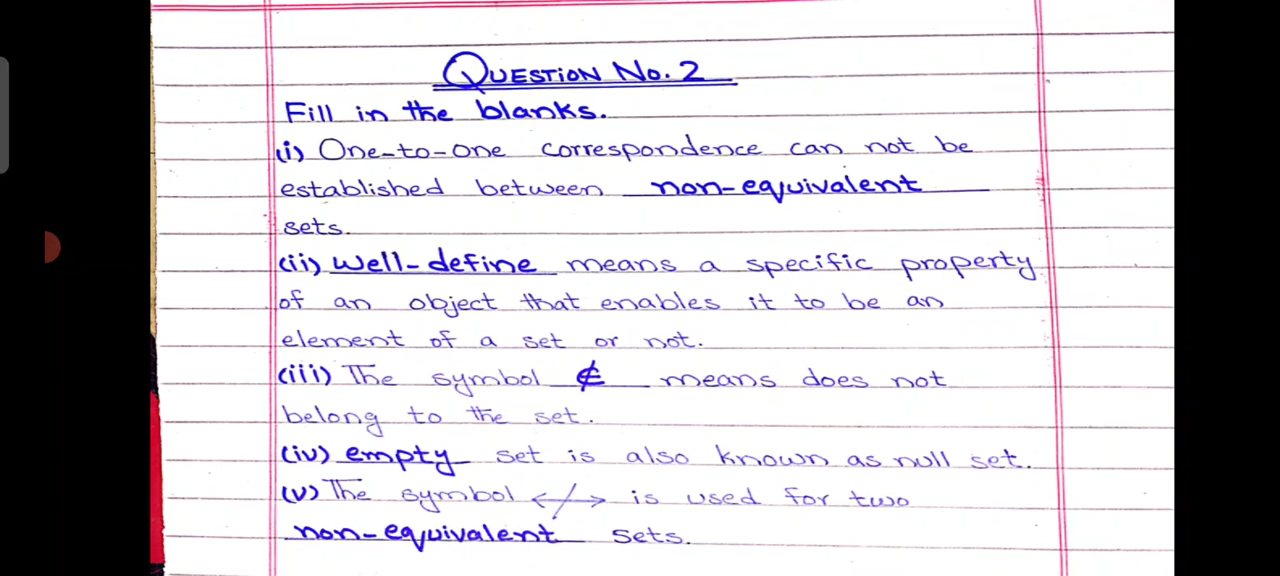 QUESTION No. 2
Fill in the blanks.
(i) One-to-one correspondence can not be
established between non-equivalent
sets.
(ii) Well-define means a specific property
of an object that enables it to be an
element of a set or not.
(iii) The symbol ∉ means does not
belong to the set.
(iv) empty set is also known as null set.
(v) The symbol ↮ is used for two
non-equivalent sets.